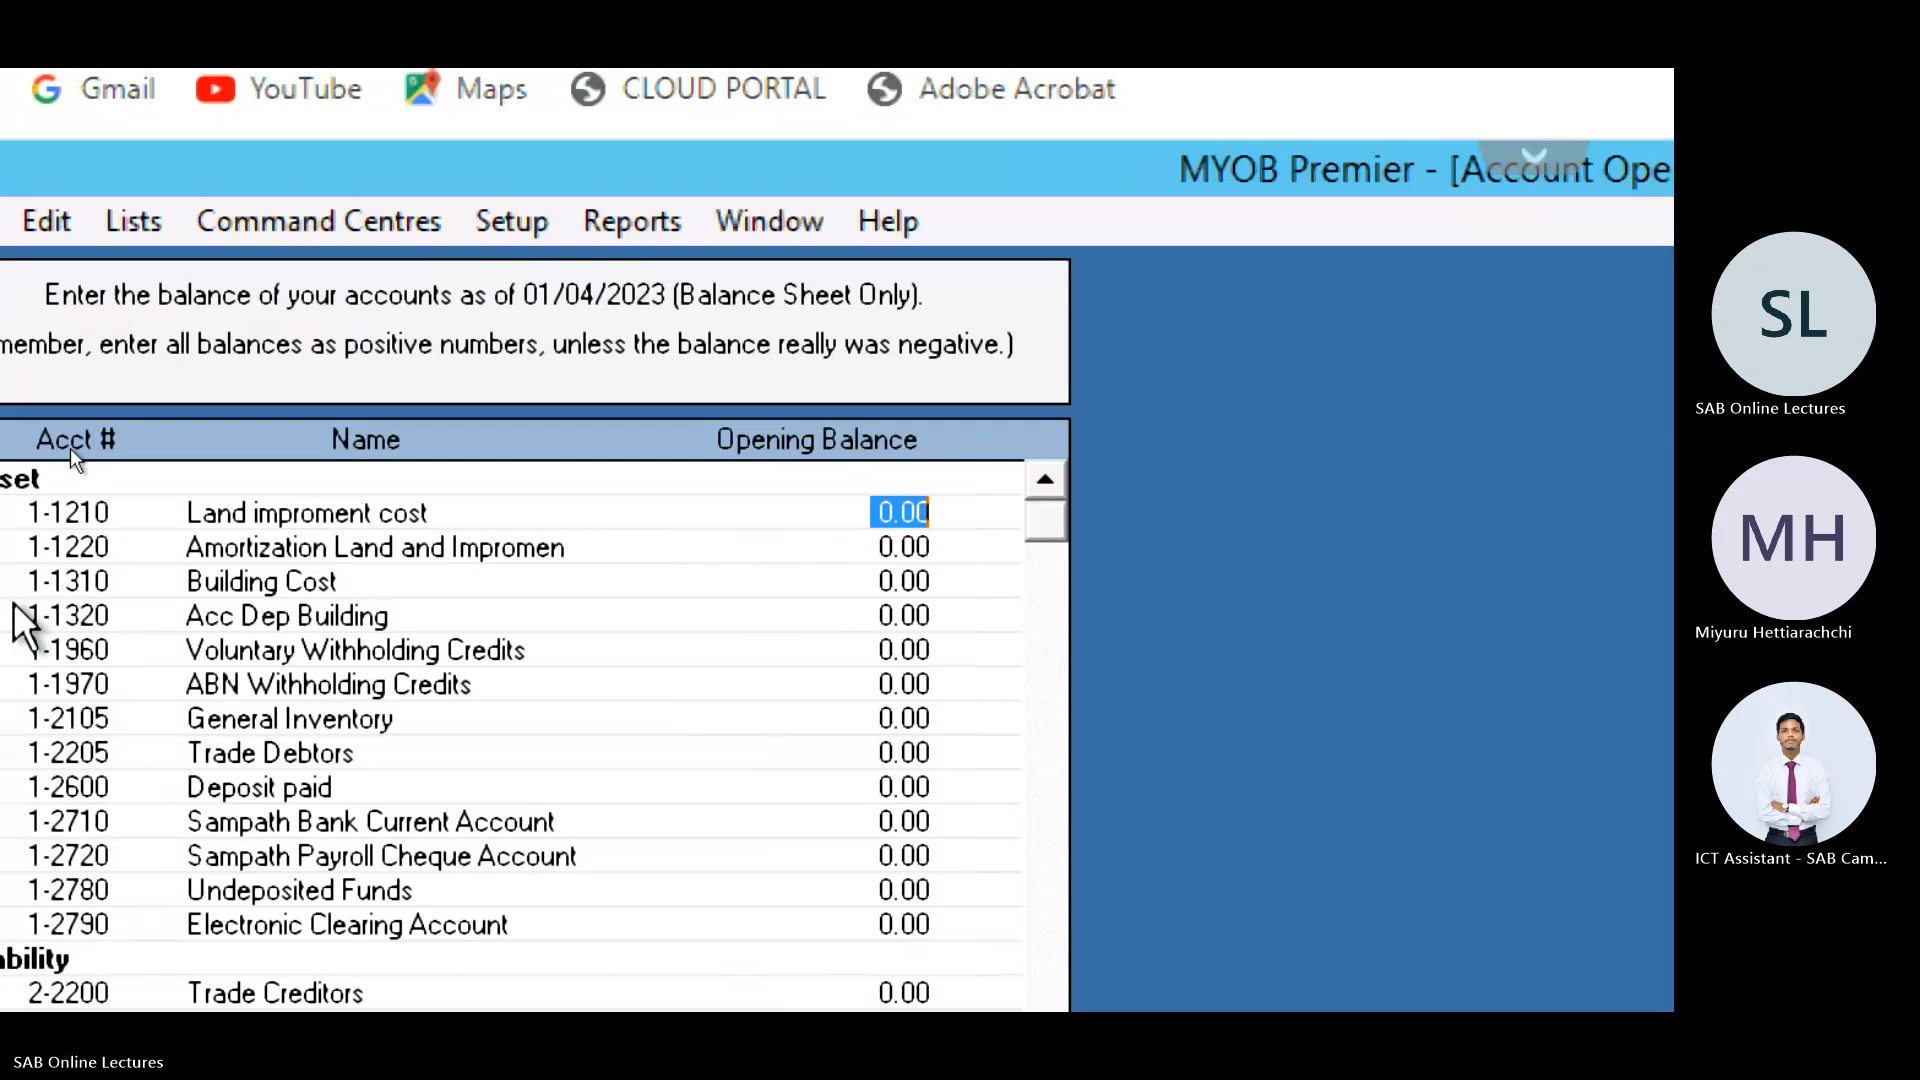 Gmail YouTube Maps CLOUD PORTAL Adobe Acrobat
MYOB Premier - [Account Ope
Edit Lists Command Centres Setup Reports Window Help
Enter the balance of your accounts as of 01/04/2023 (Balance Sheet Only).
member, enter all balances as positive numbers, unless the balance really was negative.)
Acct # Name Opening Balance
set
1-1210 Land improment cost 0.00
1-1220 Amortization Land and Impromen 0.00
1-1310 Building Cost 0.00
1-1320 Acc Dep Building 0.00
1-1960 Voluntary Withholding Credits 0.00
1-1970 ABN Withholding Credits 0.00
1-2105 General Inventory 0.00
1-2205 Trade Debtors 0.00
1-2600 Deposit paid 0.00
1-2710 Sampath Bank Current Account 0.00
1-2720 Sampath Payroll Cheque Account 0.00
1-2780 Undeposited Funds 0.00
1-2790 Electronic Clearing Account 0.00
ability
2-2200 Trade Creditors 0.00
SL
SAB Online Lectures
MH
Miyuru Hettiarachchi
ICT Assistant - SAB Cam...
SAB Online Lectures